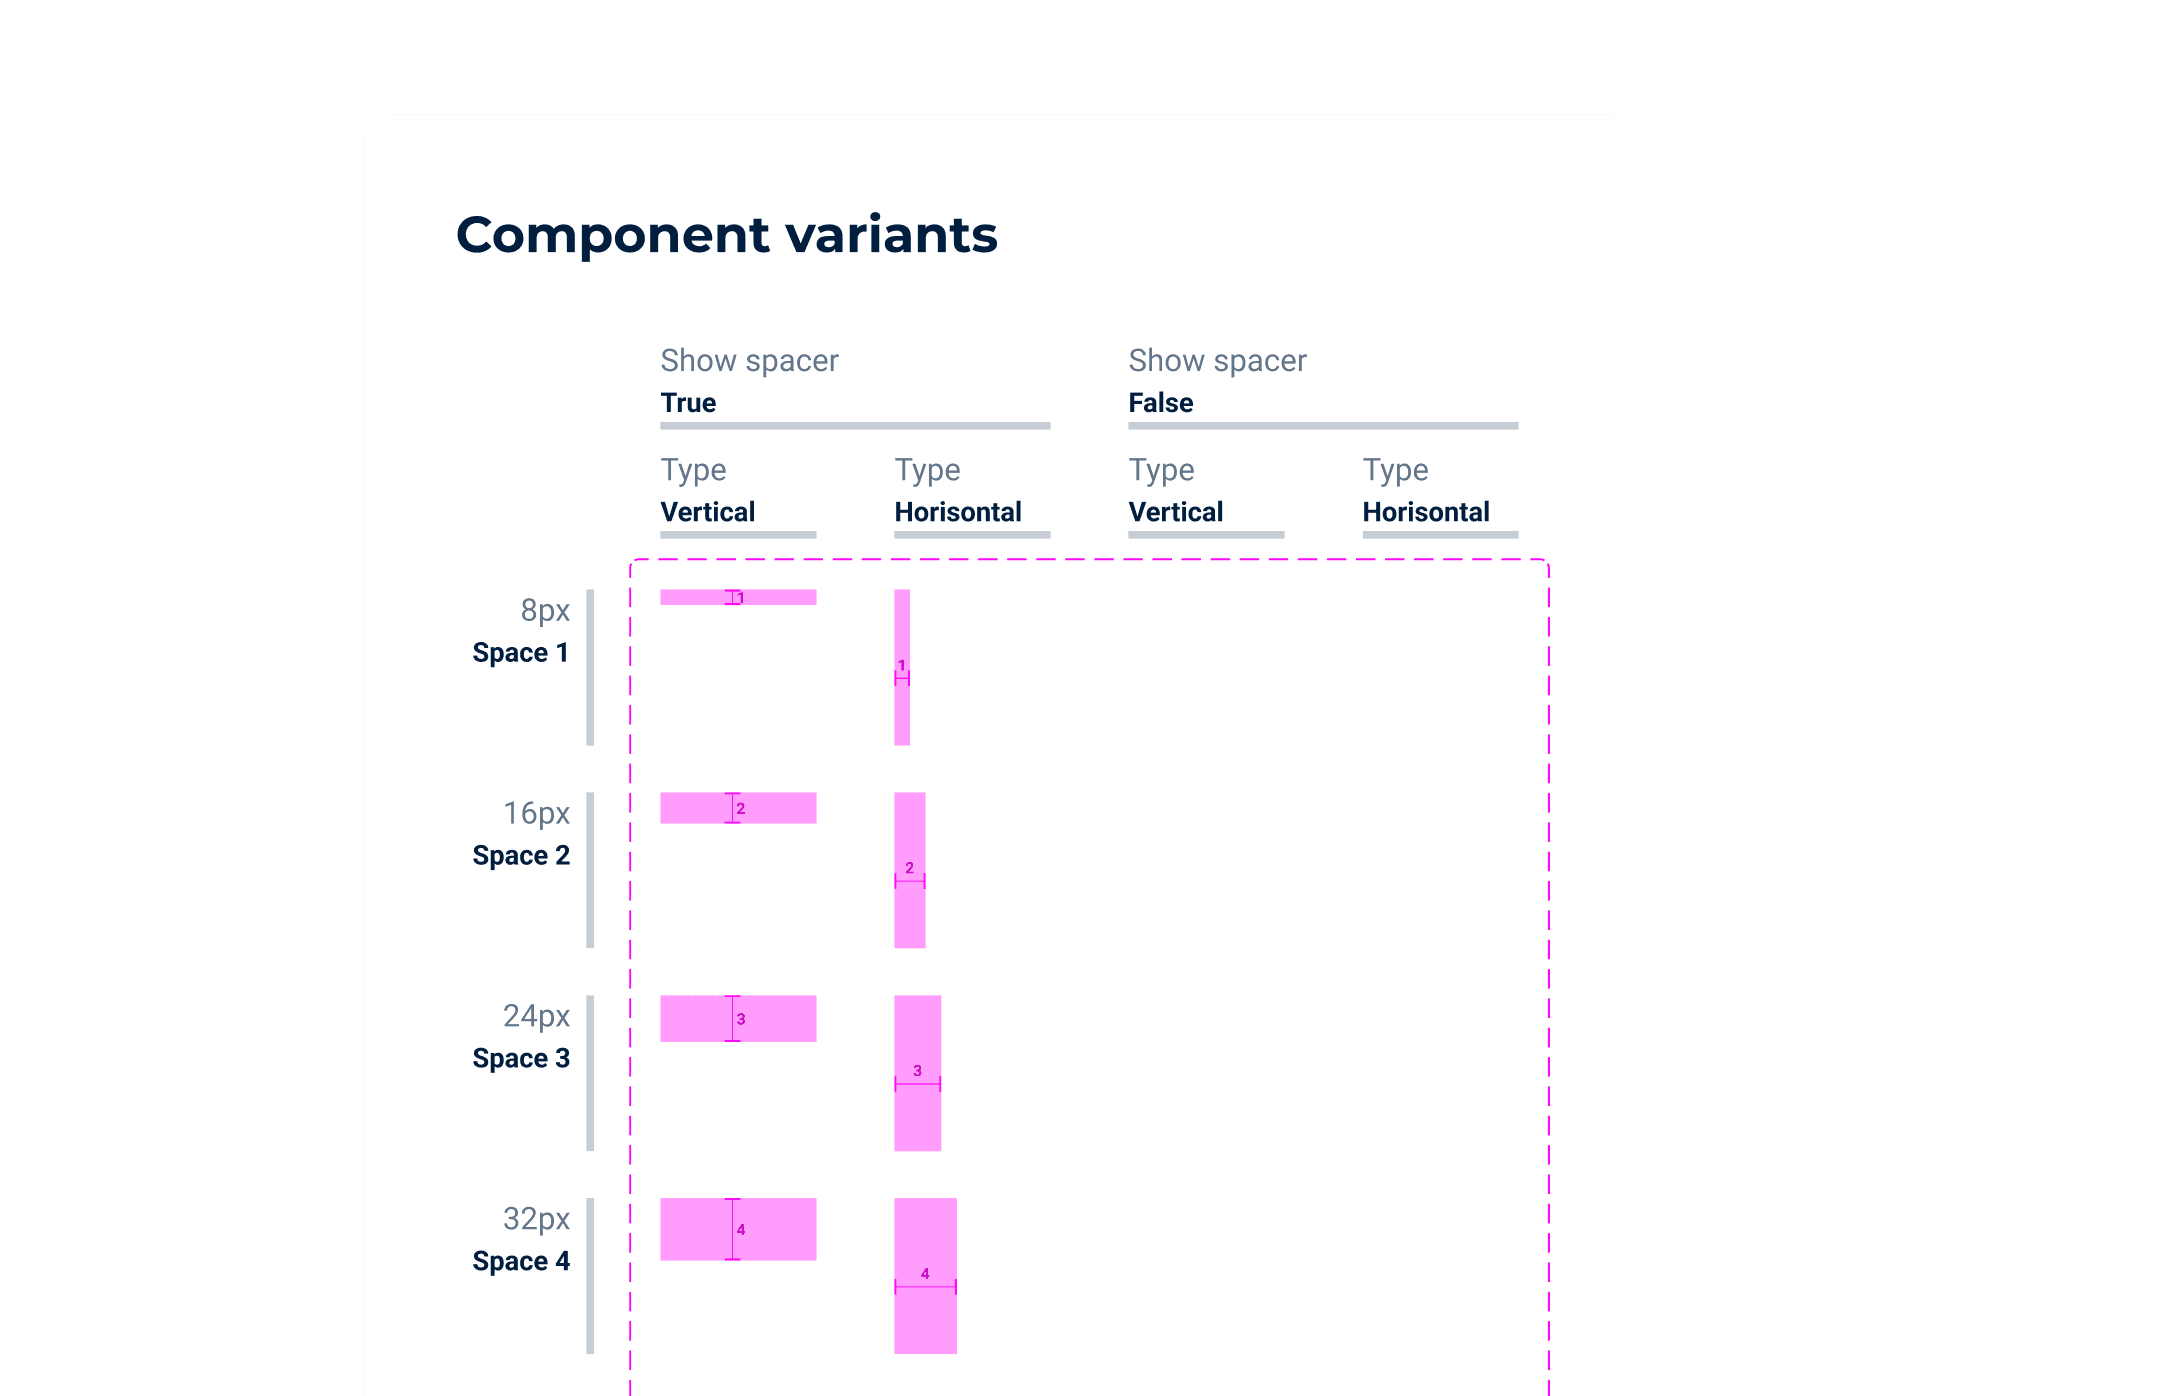 Component variants
Show spacer
True
Show spacer
False
Type
Vertical
Type
Horisontal
Type
Vertical
Type
Horisontal
8px
Space 1
1
1
16px
Space 2
2
2
24px
Space 3
3
3
32px
Space 4
4
4